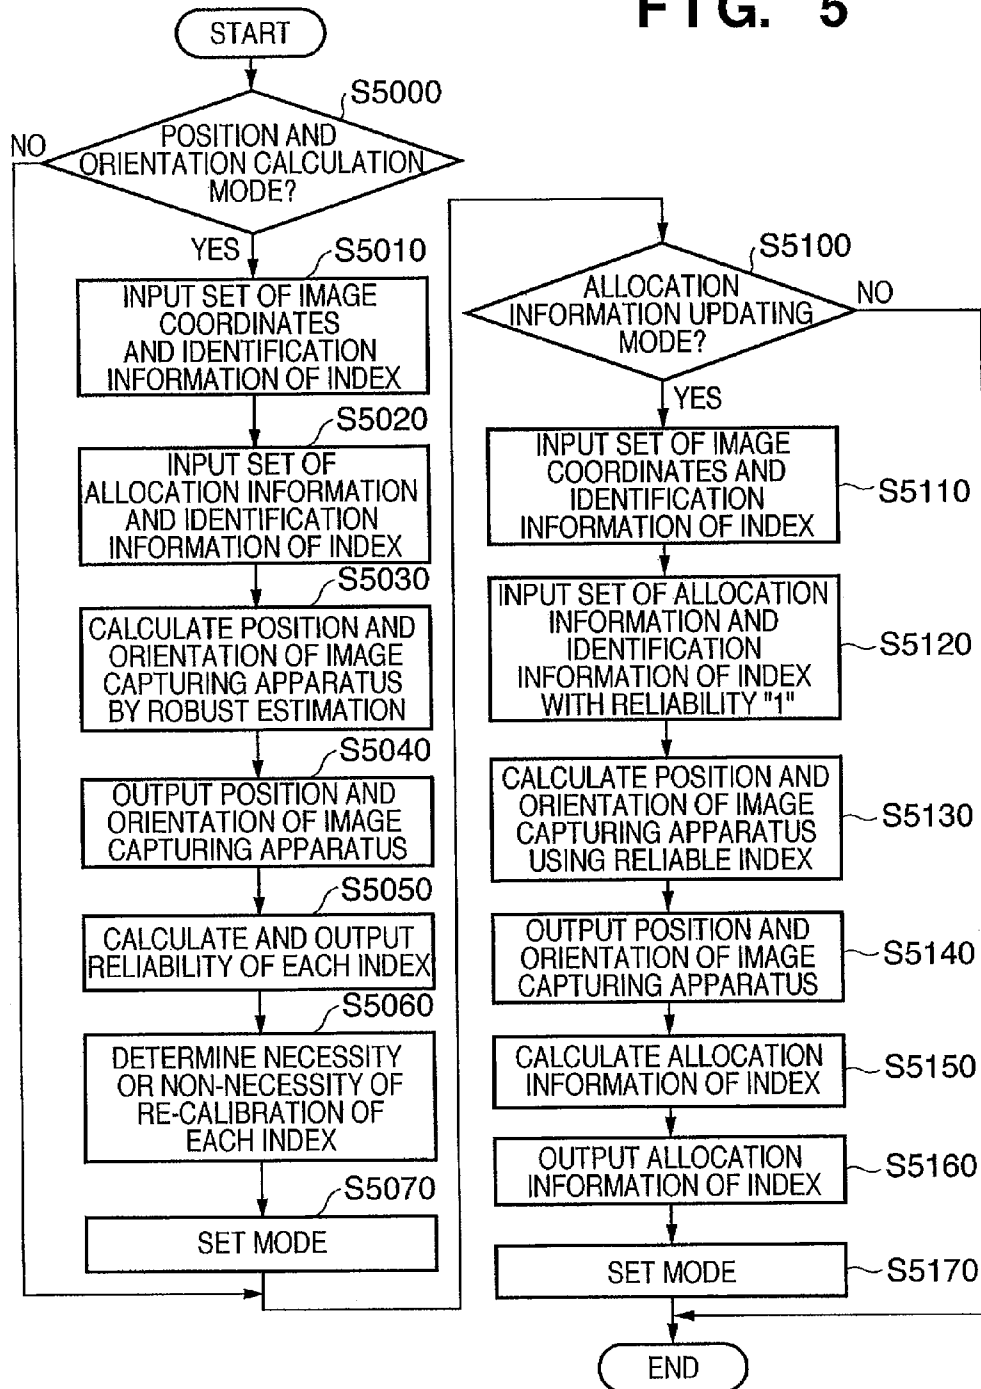 FIG. 5
START
S5000
NO
POSITION AND
ORIENTATION CALCULATION
MODE?
YES
S5010
INPUT SET OF IMAGE
COORDINATES
AND IDENTIFICATION
INFORMATION OF INDEX
S5020
INPUT SET OF
ALLOCATION INFORMATION
AND IDENTIFICATION
INFORMATION OF INDEX
S5030
CALCULATE POSITION AND
ORIENTATION OF IMAGE
CAPTURING APPARATUS
BY ROBUST ESTIMATION
S5040
OUTPUT POSITION AND
ORIENTATION OF IMAGE
CAPTURING APPARATUS
S5050
CALCULATE AND OUTPUT
RELIABILITY OF EACH INDEX
S5060
DETERMINE NECESSITY
OR NON-NECESSITY OF
RE-CALIBRATION OF
EACH INDEX
S5070
SET MODE
S5100
ALLOCATION
INFORMATION UPDATING
MODE?
NO
YES
INPUT SET OF IMAGE
COORDINATES AND
IDENTIFICATION
INFORMATION OF INDEX
S5110
INPUT SET OF ALLOCATION
INFORMATION AND
IDENTIFICATION
INFORMATION OF INDEX
WITH RELIABILITY "1"
S5120
CALCULATE POSITION AND
ORIENTATION OF IMAGE
CAPTURING APPARATUS
USING RELIABLE INDEX
S5130
OUTPUT POSITION AND
ORIENTATION OF IMAGE
CAPTURING APPARATUS
S5140
CALCULATE ALLOCATION
INFORMATION OF INDEX
S5150
OUTPUT ALLOCATION
INFORMATION OF INDEX
S5160
SET MODE
S5170
END